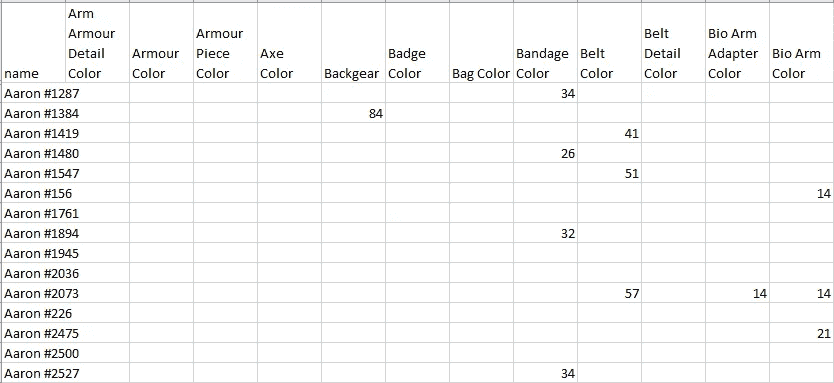 name Arm Armour Detail Color Armour Color Armour Piece Color Axe Color Backgear Badge Color Bag Color Bandage Color Belt Color Belt Detail Color Bio Arm Adapter Color Bio Arm Color
Aaron #1287 34
Aaron #1384 84
Aaron #1419 41
Aaron #1480 26
Aaron #1547 51
Aaron #156 14
Aaron #1761
Aaron #1894 32
Aaron #1945
Aaron #2036
Aaron #2073 57 14 14
Aaron #226
Aaron #2475 21
Aaron #2500
Aaron #2527 34